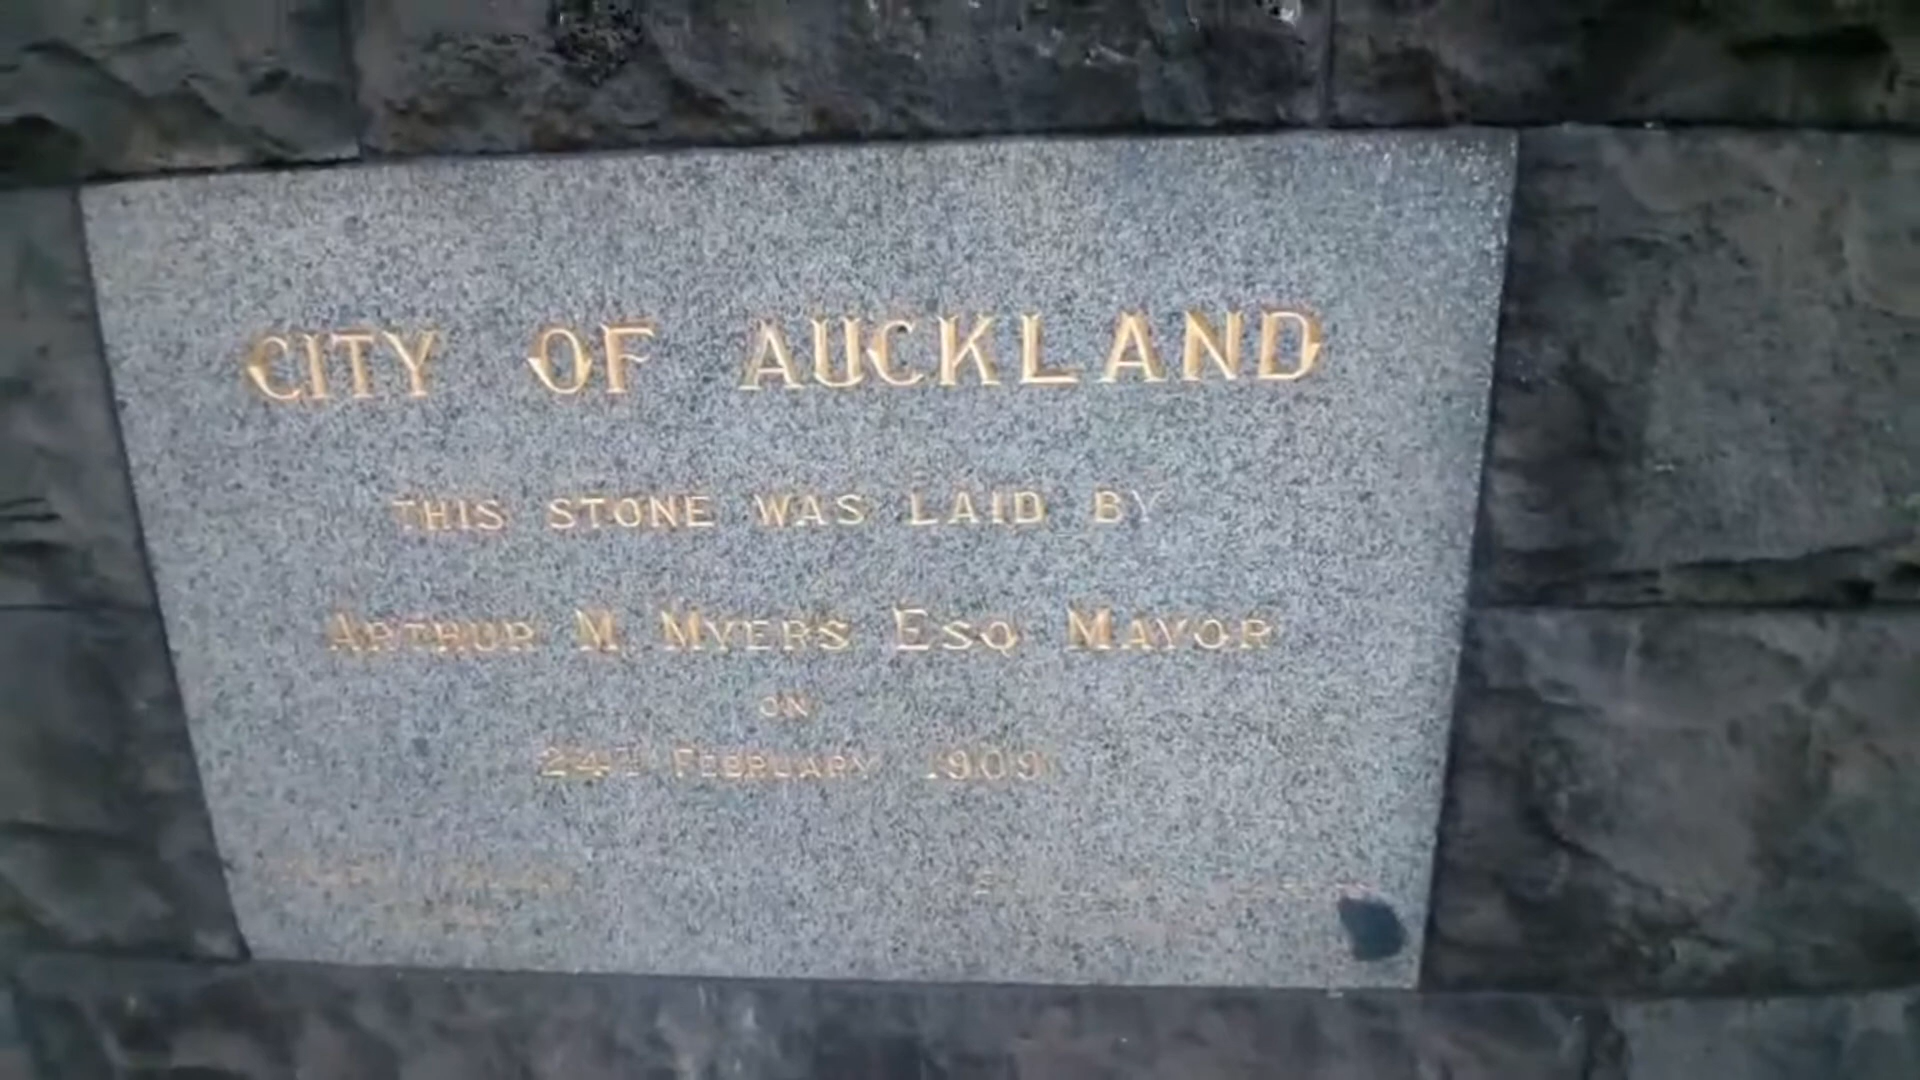 CITY OF AUCKLAND
THIS STONE WAS LAID BY
ARTHUR M MYERS ESQ MAYOR
ON
24TH FEBRUARY 1909